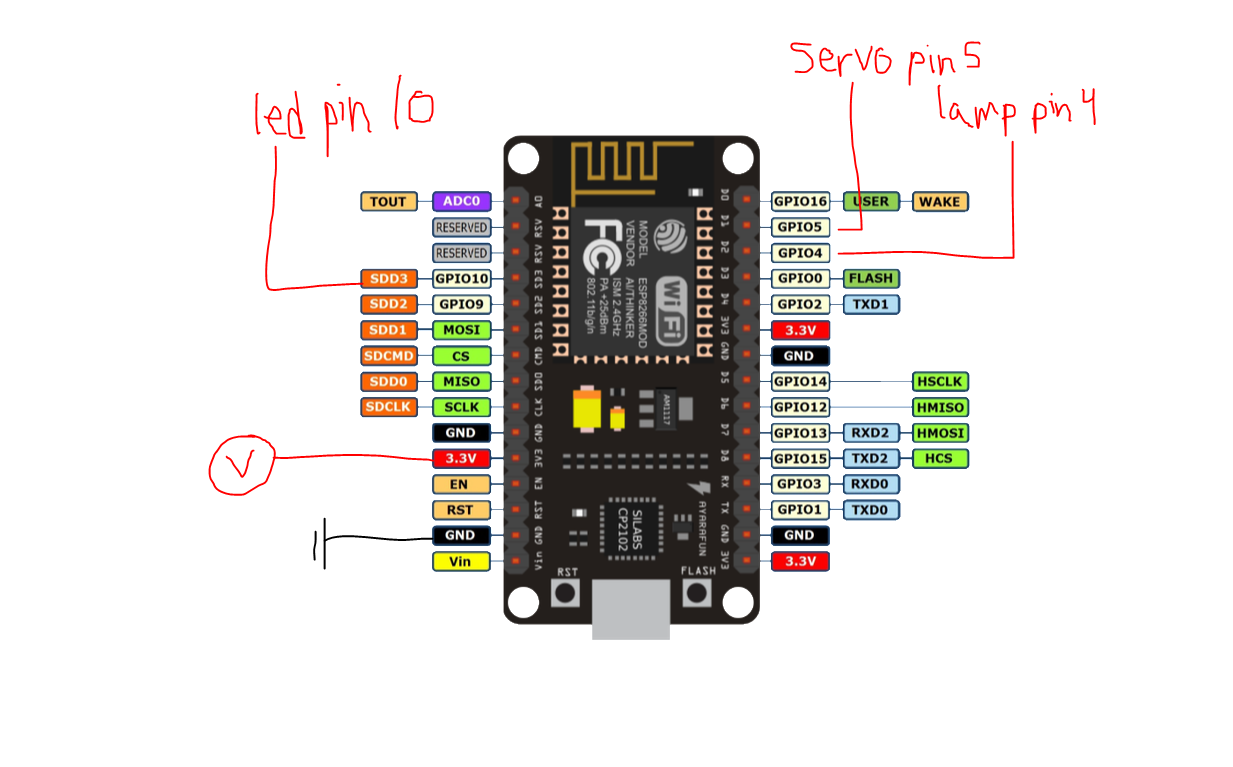 Servo pin 5
led pin 10
lamp pin 4
TOUT ADC0 A0 D0 GPIO16 USER WAKE
RESERVED RSV D1 GPIO5
RESERVED RSV D2 GPIO4
SDD3 GPIO10 SD3 D3 GPIO0 FLASH
SDD2 GPIO9 SD2 D4 GPIO2 TXD1
SDD1 MOSI SD1 3V3 3.3V
SDCMD CS CMD GND GND
SDD0 MISO SD0 D5 GPIO14 HSCLK
SDCLK SCLK CLK D6 GPIO12 HMISO
GND GND D7 GPIO13 RXD2 HMOSI
V 3.3V 3V3 D8 GPIO15 TXD2 HCS
EN EN RX GPIO3 RXD0
RST RST TX GPIO1 TXD0
GND GND GND GND
Vin Vin 3V3 3.3V
FC
MODEL
VENDOR
WiFi
ESP8266MOD
AI/THINKER
ISM 2.4GHz
PA +25dBm
802.11b/g/n
AM1117
AYARAFUN
SILABS
CP2102
RST
FLASH